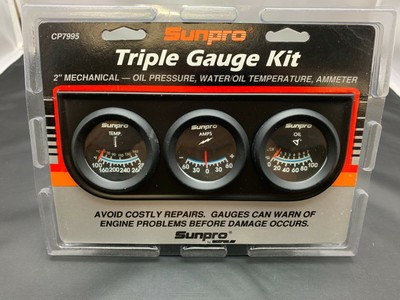 CP7995
Sunpro
Triple Gauge Kit
2" MECHANICAL — OIL PRESSURE, WATER/OIL TEMPERATURE, AMMETER
Sunpro
TEMP.
100
160 200 240
Sunpro
AMPS
60 30 0 30 60
Sunpro
OIL
0 20 40 60 80 100
AVOID COSTLY REPAIRS. GAUGES CAN WARN OF
ENGINE PROBLEMS BEFORE DAMAGE OCCURS.
Sunpro®